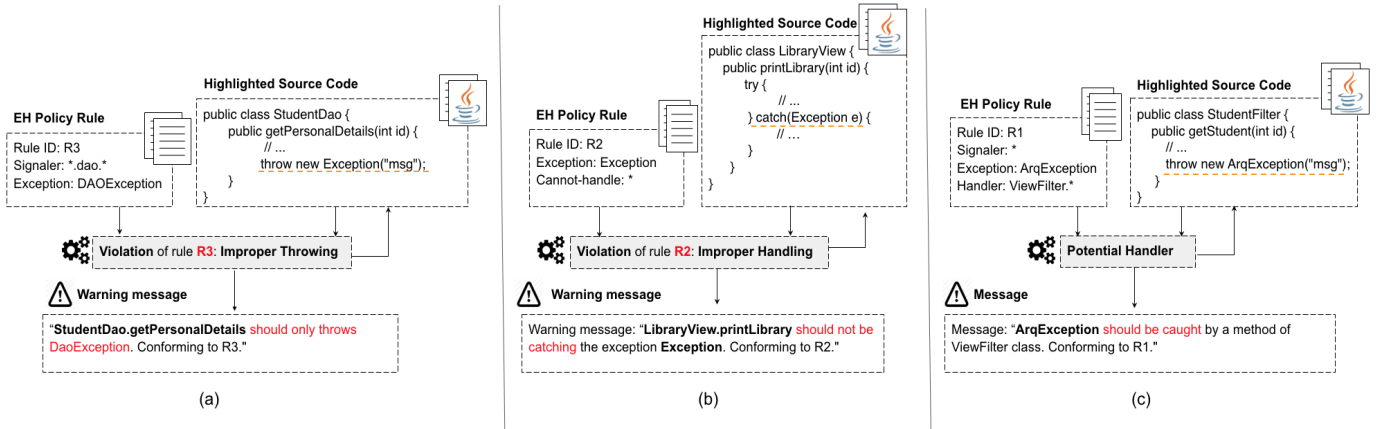 Highlighted Source Code
EH Policy Rule
Rule ID: R3
Signaler: *.dao.*
Exception: DAOException
public class StudentDao {
public getPersonalDetails(int id) {
// ...
throw new Exception("msg");
}
}
Violation of rule R3: Improper Throwing
Warning message
“StudentDao.getPersonalDetails should only throws
DaoException. Conforming to R3."
(a)
Highlighted Source Code
EH Policy Rule
Rule ID: R2
Exception: Exception
Cannot-handle: *
public class LibraryView {
public printLibrary(int id) {
try {
// ...
} catch(Exception e) {
// ...
}
}
}
Violation of rule R2: Improper Handling
Warning message
Warning message: “LibraryView.printLibrary should not be
catching the exception Exception. Conforming to R2."
(b)
Highlighted Source Code
EH Policy Rule
Rule ID: R1
Signaler: *
Exception: ArqException
Handler: ViewFilter.*
public class StudentFilter {
public getStudent(int id) {
// ...
throw new ArqException("msg");
}
}
Potential Handler
Message
Message: “ArqException should be caught by a method of
ViewFilter class. Conforming to R1."
(c)